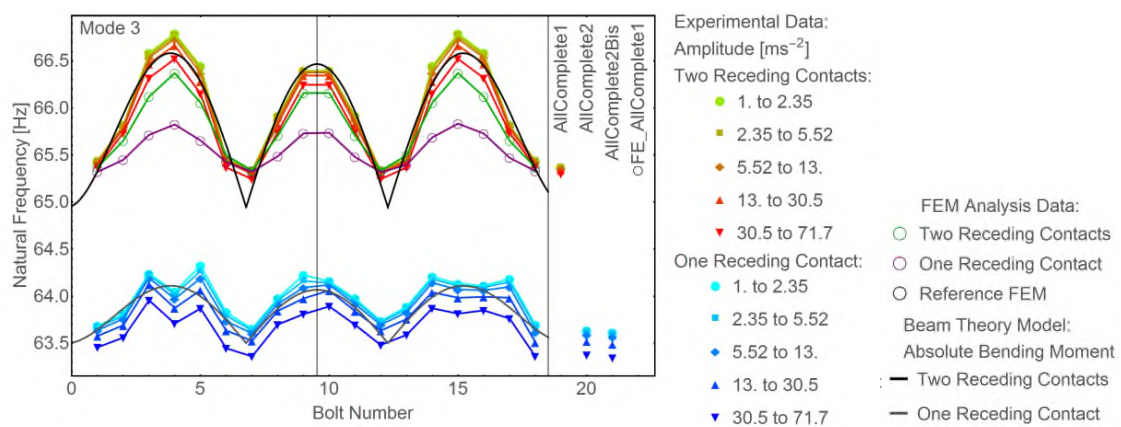 Mode 3
Natural Frequency [Hz]
66.5
66.0
65.5
65.0
64.5
64.0
63.5
0
5
10
15
20
Bolt Number
AllComplete1
AllComplete2
AllComplete2Bis
FE_AllComplete1
Experimental Data:
Amplitude [ms⁻²]
Two Receding Contacts:
1. to 2.35
2.35 to 5.52
5.52 to 13.
13. to 30.5
30.5 to 71.7
One Receding Contact:
1. to 2.35
2.35 to 5.52
5.52 to 13.
13. to 30.5
30.5 to 71.7
FEM Analysis Data:
Two Receding Contacts
One Receding Contact
Reference FEM
Beam Theory Model:
Absolute Bending Moment
: Two Receding Contacts
One Receding Contact